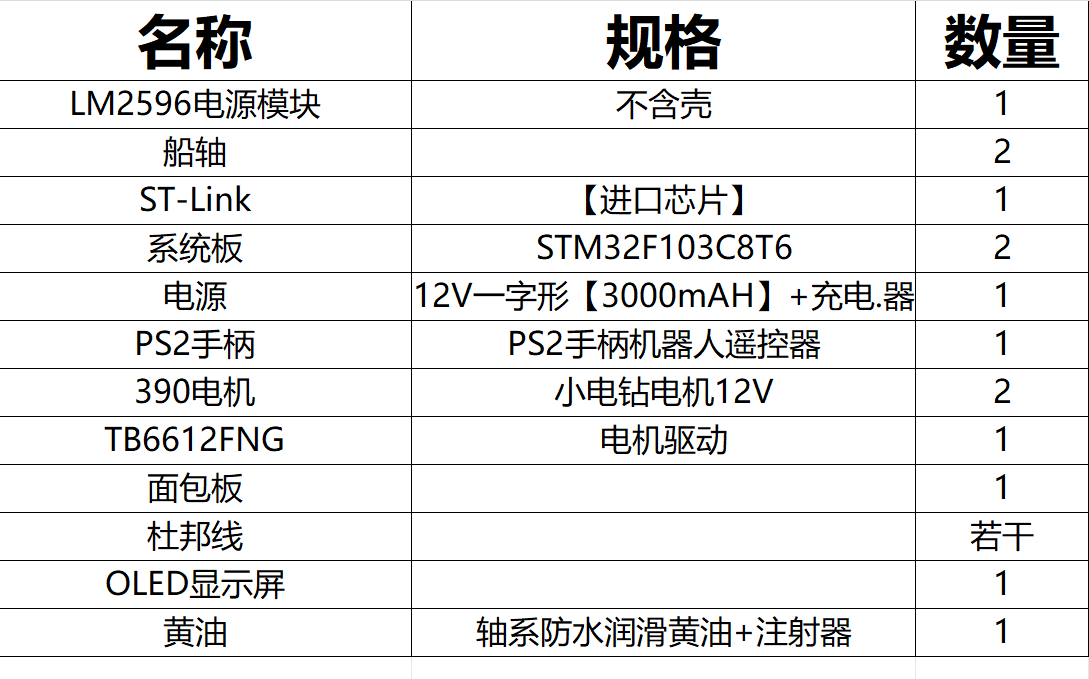 名称 规格 数量
LM2596电源模块 不含壳 1
船轴 2
ST-Link 【进口芯片】 1
系统板 STM32F103C8T6 2
电源 12V一字形【3000mAH】+充电.器 1
PS2手柄 PS2手柄机器人遥控器 1
390电机 小电钻电机12V 2
TB6612FNG 电机驱动 1
面包板 1
杜邦线 若干
OLED显示屏 1
黄油 轴系防水润滑黄油+注射器 1